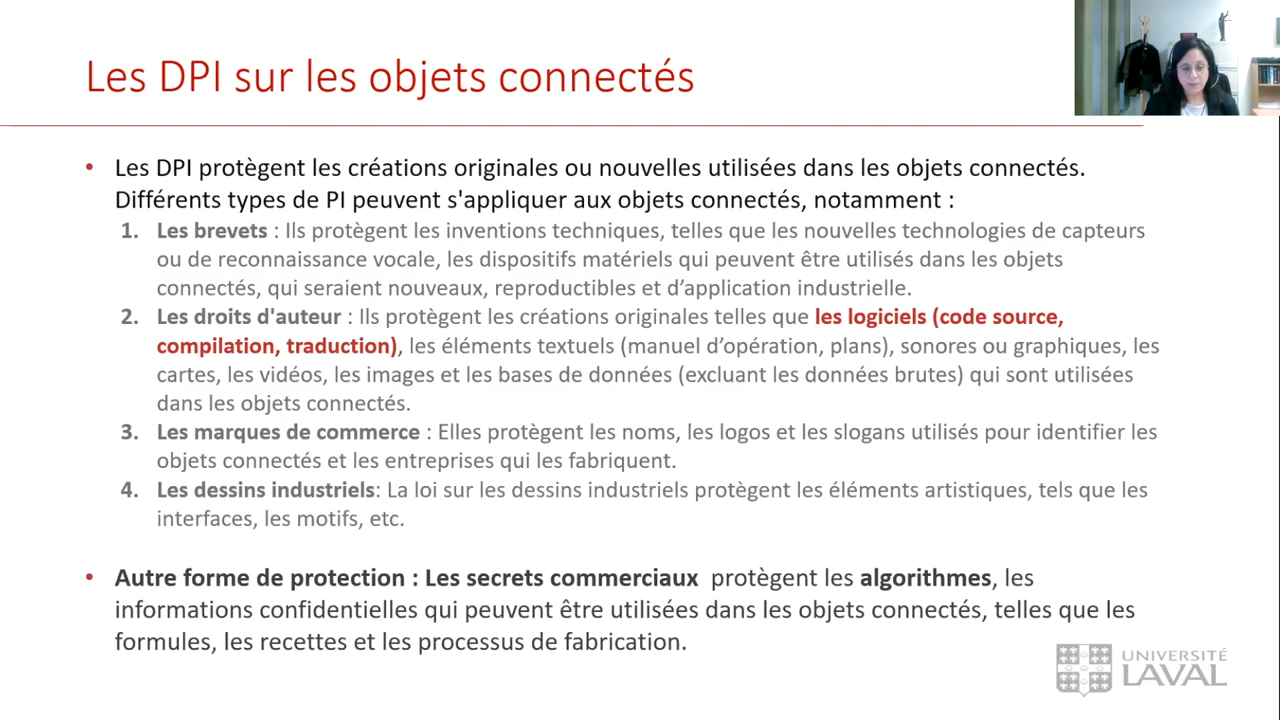 Les DPI sur les objets connectés
• Les DPI protègent les créations originales ou nouvelles utilisées dans les objets connectés.
Différents types de PI peuvent s'appliquer aux objets connectés, notamment :
1. Les brevets : Ils protègent les inventions techniques, telles que les nouvelles technologies de capteurs
ou de reconnaissance vocale, les dispositifs matériels qui peuvent être utilisés dans les objets
connectés, qui seraient nouveaux, reproductibles et d’application industrielle.
2. Les droits d'auteur : Ils protègent les créations originales telles que les logiciels (code source,
compilation, traduction), les éléments textuels (manuel d’opération, plans), sonores ou graphiques, les
cartes, les vidéos, les images et les bases de données (excluant les données brutes) qui sont utilisées
dans les objets connectés.
3. Les marques de commerce : Elles protègent les noms, les logos et les slogans utilisés pour identifier les
objets connectés et les entreprises qui les fabriquent.
4. Les dessins industriels: La loi sur les dessins industriels protègent les éléments artistiques, tels que les
interfaces, les motifs, etc.
• Autre forme de protection : Les secrets commerciaux protègent les algorithmes, les
informations confidentielles qui peuvent être utilisées dans les objets connectés, telles que les
formules, les recettes et les processus de fabrication.
UNIVERSITÉ
LAVAL